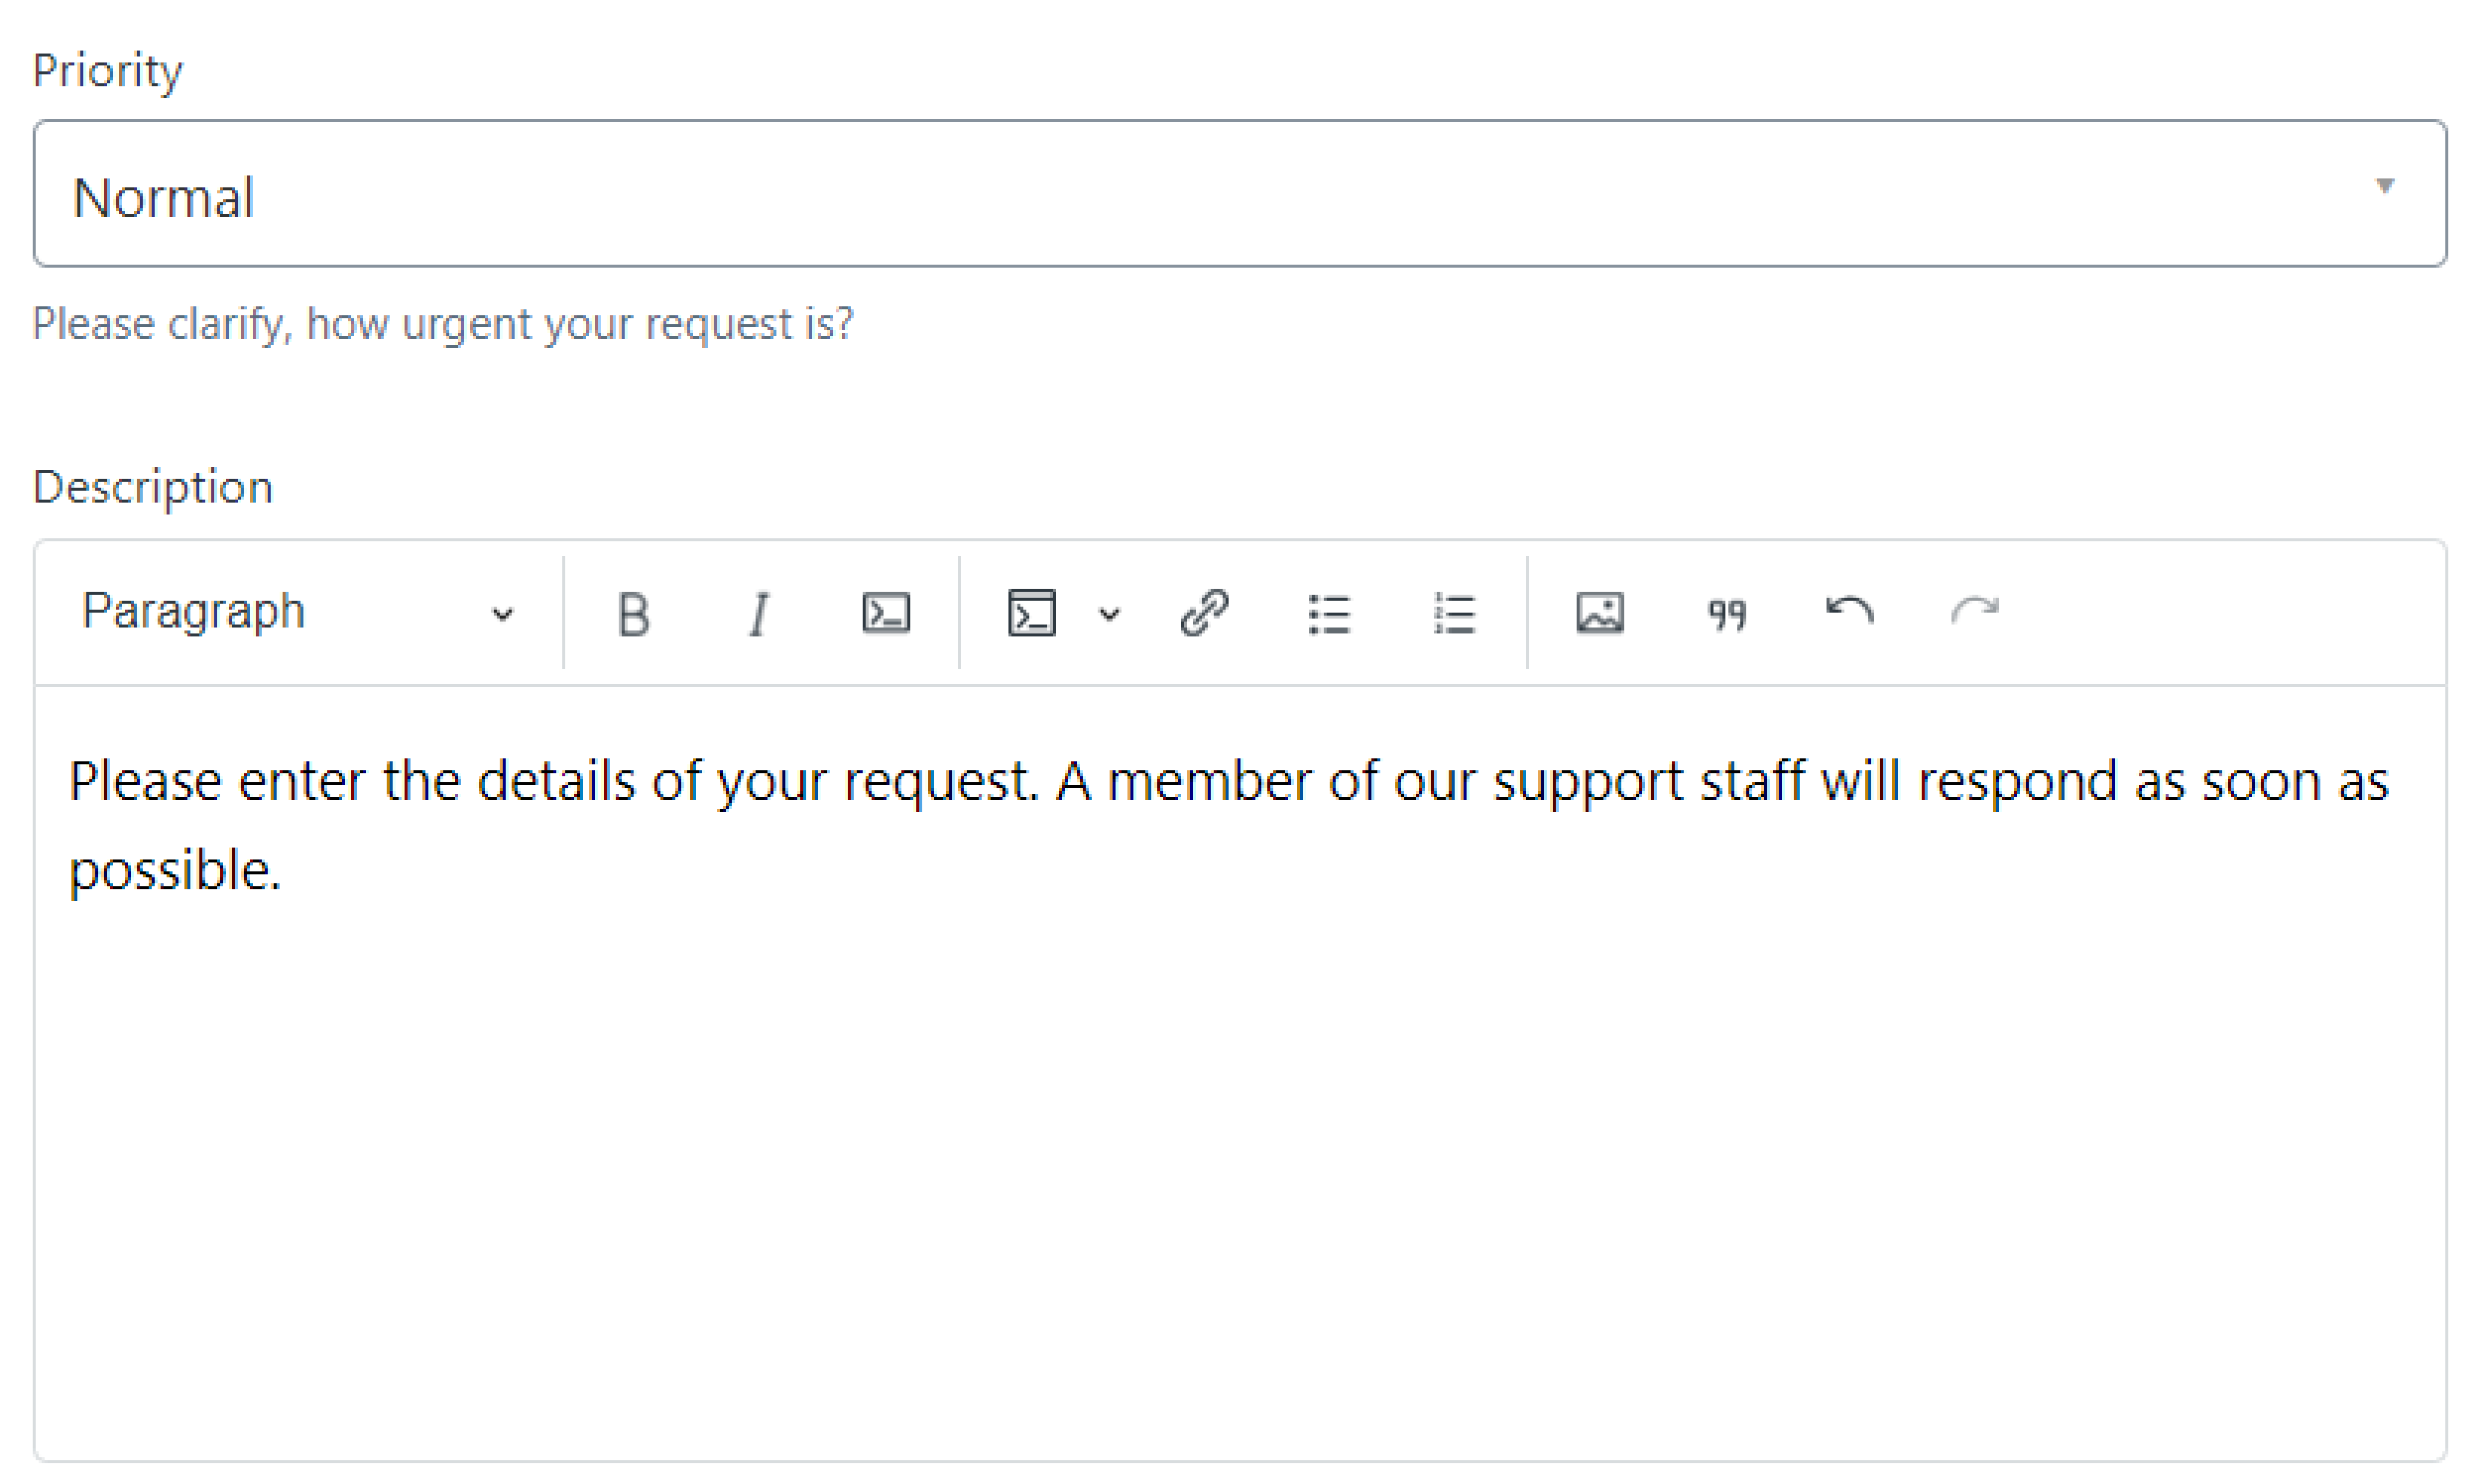 Priority
Normal
Please clarify, how urgent your request is?
Description
Paragraph
Please enter the details of your request. A member of our support staff will respond as soon as
possible.